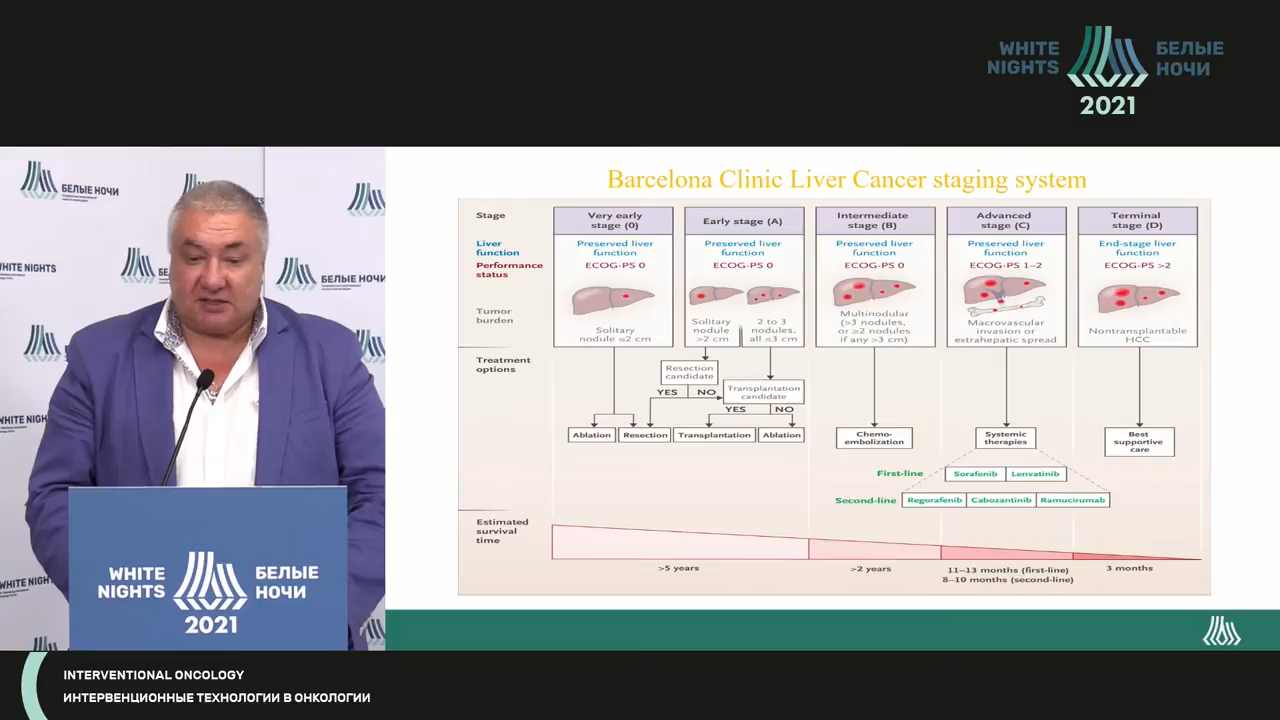 WHITE NIGHTS
БЕЛЫЕ НОЧИ
2021
БЕЛЫЕ НОЧИ
WHITE NIGHTS
БЕЛЫЕ НОЧИ
WHITE NIGHTS
WHITE NIGHTS
WHITE NIGHTS
БЕЛЫЕ НОЧИ
2021
Barcelona Clinic Liver Cancer staging system
Stage
Very early
stage (0)
Early stage (A)
Intermediate
stage (B)
Advanced
stage (C)
Terminal
stage (D)
Liver
function
Preserved liver
function
Preserved liver
function
Preserved liver
function
Preserved liver
function
End-stage liver
function
Performance
status
ECOG-PS 0
ECOG-PS 0
ECOG-PS 0
ECOG-PS 1–2
ECOG-PS >2
Tumor
burden
Solitary
nodule ≤2 cm
Solitary
nodule
>2 cm
2 to 3
nodules,
all ≤3 cm
Multinodular
(>3 nodules,
or ≥2 nodules
if any >3 cm)
Macrovascular
invasion or
extrahepatic spread
Nontransplantable
HCC
Treatment
options
Resection
candidate
YES
NO
Transplantation
candidate
YES
NO
Ablation
Resection
Transplantation
Ablation
Chemo-
embolization
Systemic
therapies
Best
supportive
care
First-line
Sorafenib
Lenvatinib
Second-line
Regorafenib
Cabozantinib
Ramucirumab
Estimated
survival
time
>5 years
>2 years
11–13 months (first-line)
8–10 months (second-line)
3 months
INTERVENTIONAL ONCOLOGY
ИНТЕРВЕНЦИОННЫЕ ТЕХНОЛОГИИ В ОНКОЛОГИИ